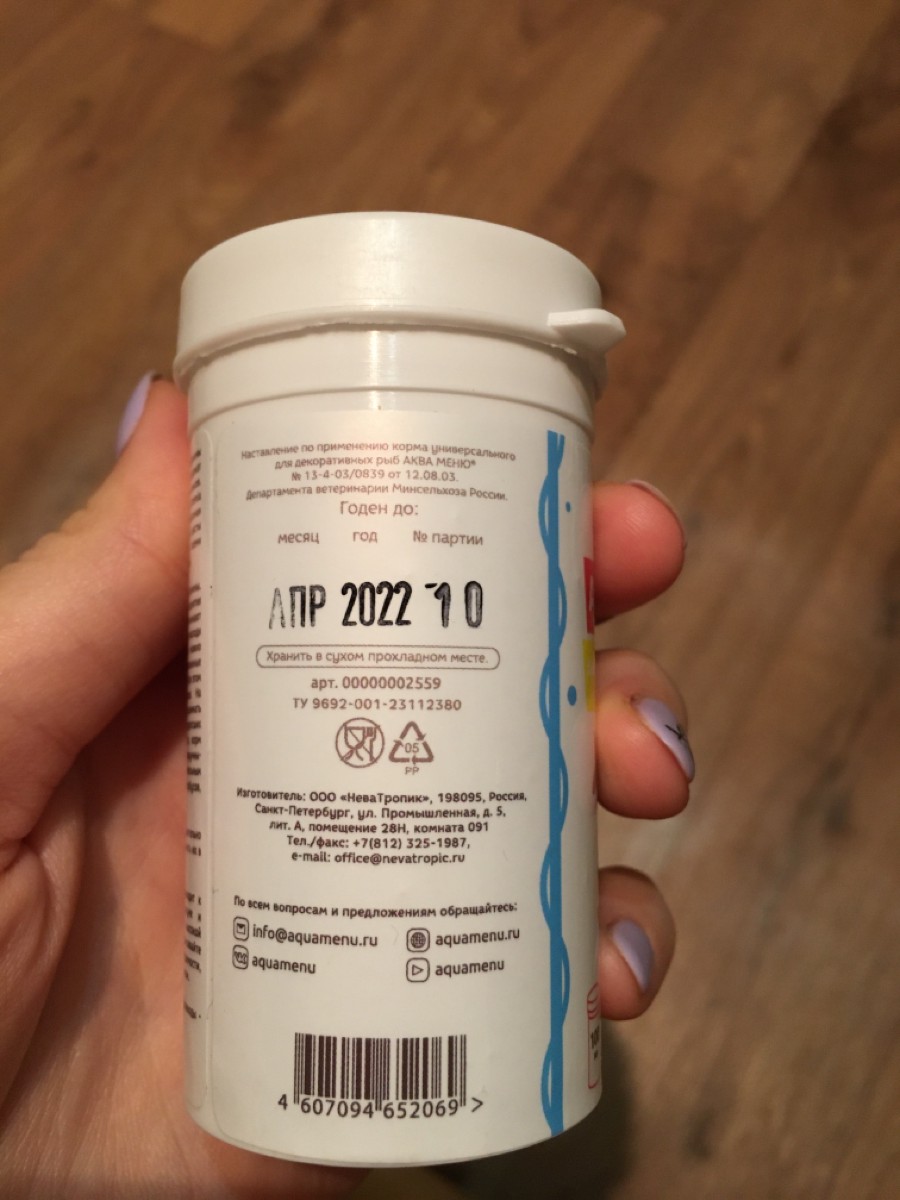 Наставление по применению корма универсального
для декоративных рыб АКВА МЕНЮ®
№ 13-4-03/0839 от 12.08.03.
Департамента ветеринарии Минсельхоза России.
Годен до:
месяц год № партии
АПР 2022 10
Хранить в сухом прохладном месте.
арт. 00000002559
ТУ 9692-001-23112380
05
PP
Изготовитель: ООО «НеваТропик», 198095, Россия,
Санкт-Петербург, ул. Промышленная, д. 5,
лит. А, помещение 28Н, комната 091
Тел./факс: +7(812) 325-1987,
e-mail: office@nevatropic.ru
По всем вопросам и предложениям обращайтесь:
info@aquamenu.ru aquamenu.ru
aquamenu aquamenu
4 607094 652069 >